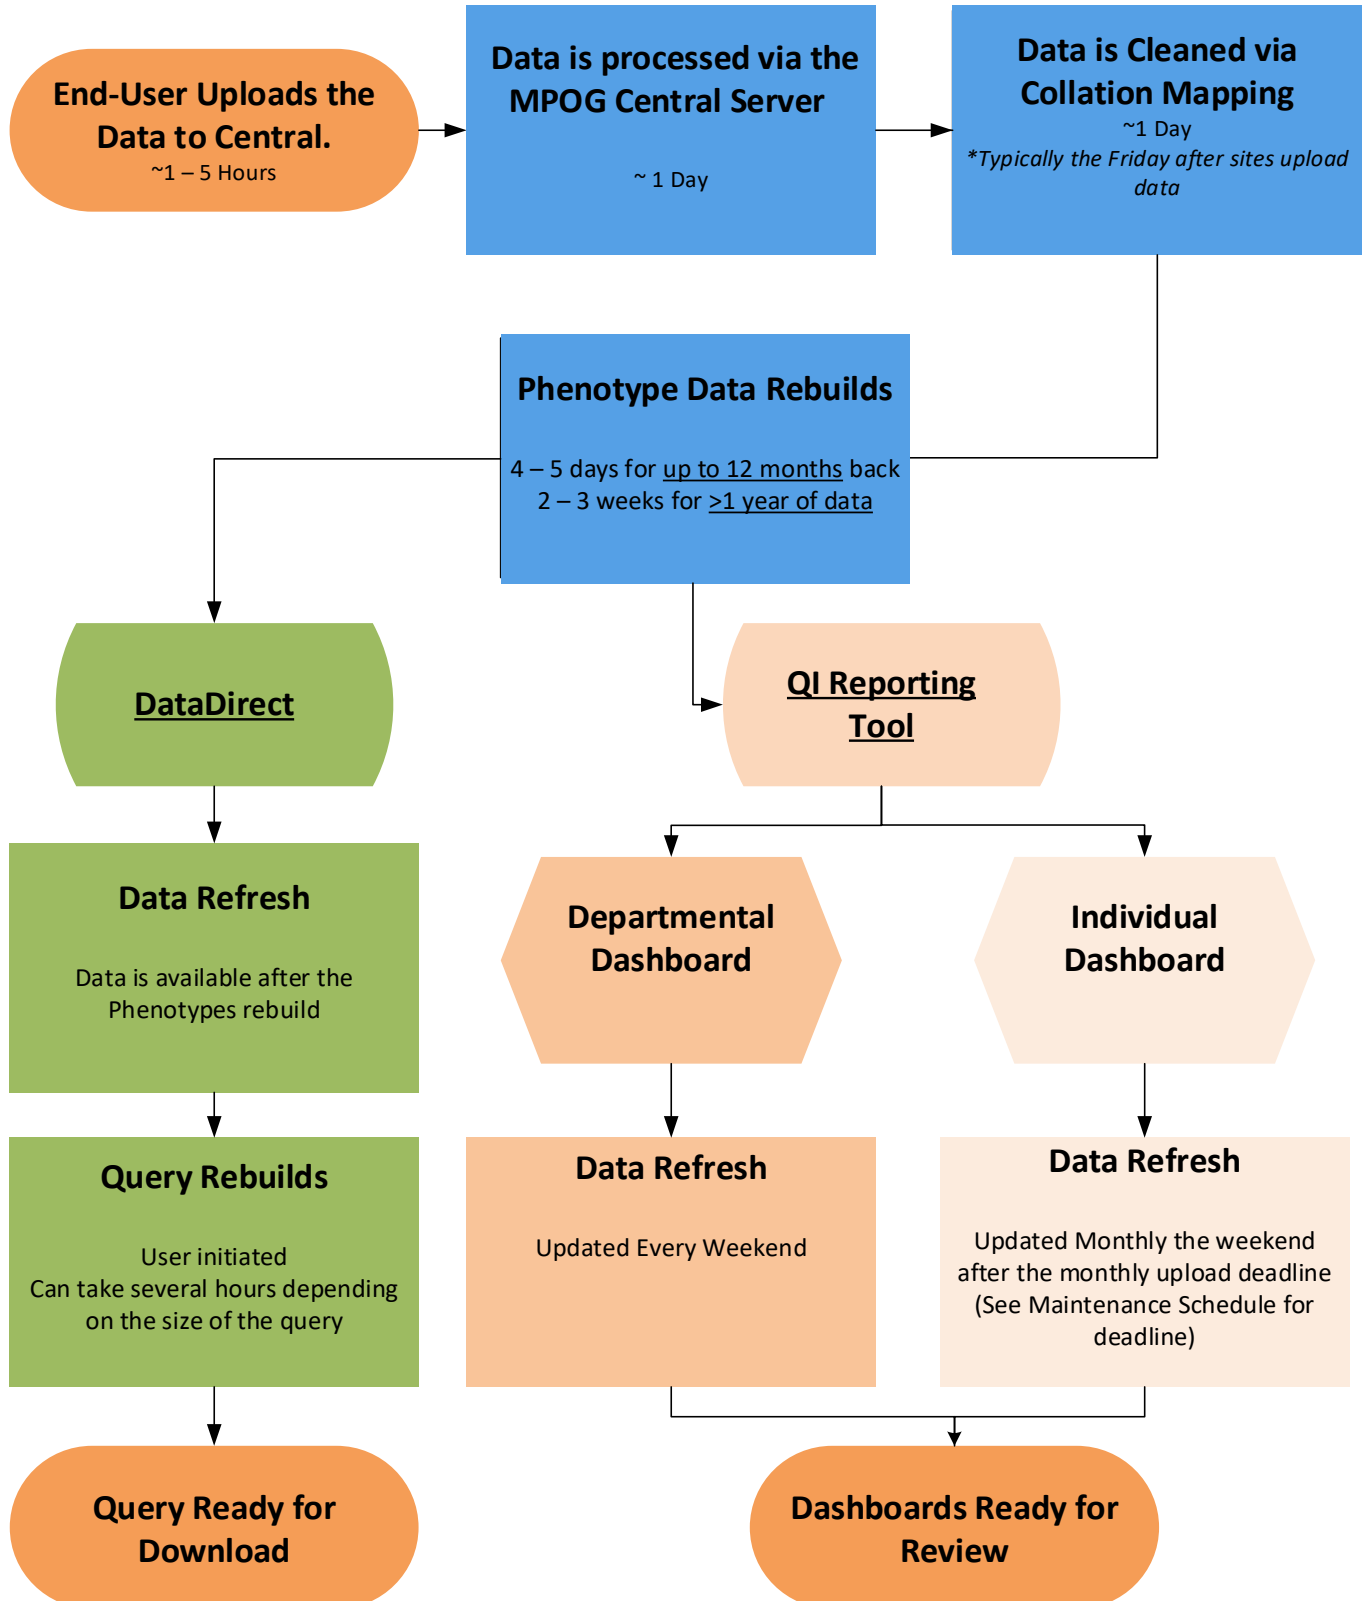 End-User Uploads the
Data to Central.
~1 – 5 Hours
Data is processed via the
MPOG Central Server
~ 1 Day
Data is Cleaned via
Collation Mapping
~1 Day
*Typically the Friday after sites upload
data
Phenotype Data Rebuilds
4 – 5 days for up to 12 months back
2 – 3 weeks for >1 year of data
DataDirect
QI Reporting
Tool
Data Refresh
Data is available after the
Phenotypes rebuild
Departmental
Dashboard
Individual
Dashboard
Query Rebuilds
User initiated
Can take several hours depending
on the size of the query
Data Refresh
Updated Every Weekend
Data Refresh
Updated Monthly the weekend
after the monthly upload deadline
(See Maintenance Schedule for
deadline)
Query Ready for
Download
Dashboards Ready for
Review